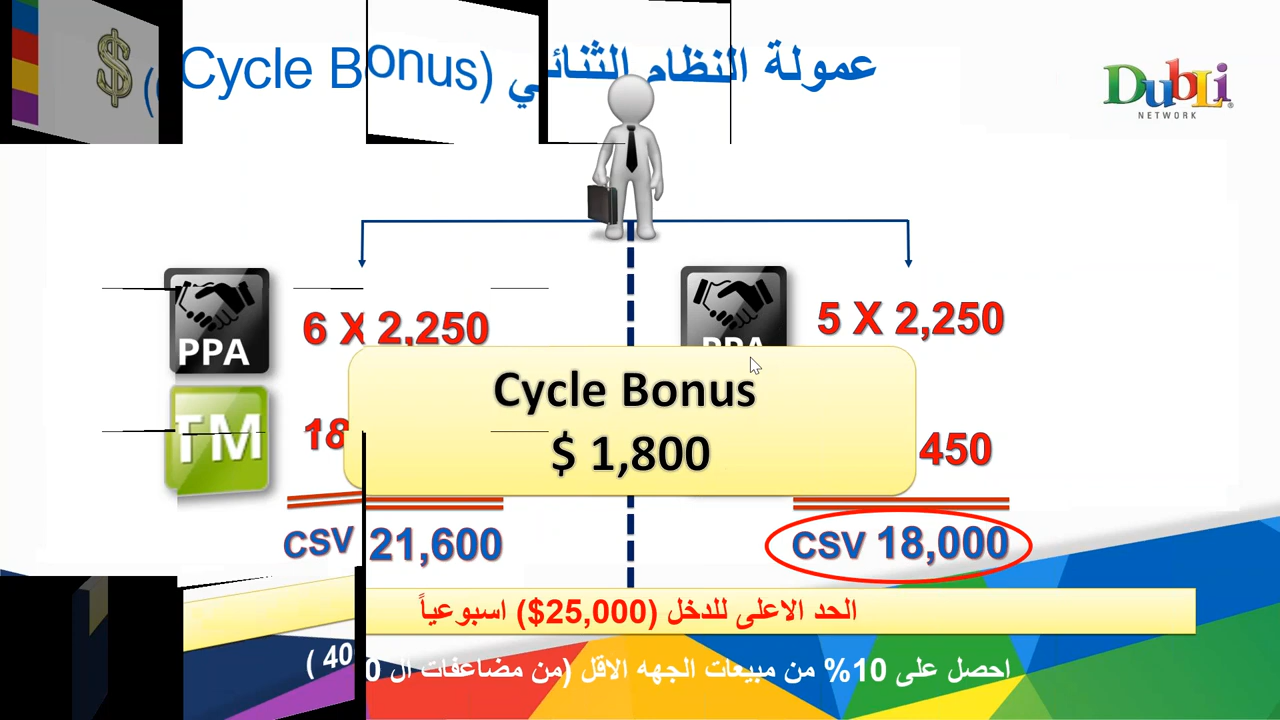 عمولة النظام الثنائي (Cycle Bonus)
DubLi
NETWORK
PPA
6 X 2,250
PPA
5 X 2,250
TM
18
450
Cycle Bonus
$ 1,800
CSV 21,600
CSV 18,000
الحد الاعلى للدخل (25,000$) اسبوعياً
احصل على 10% من مبيعات الجهه الاقل (من مضاعفات ال